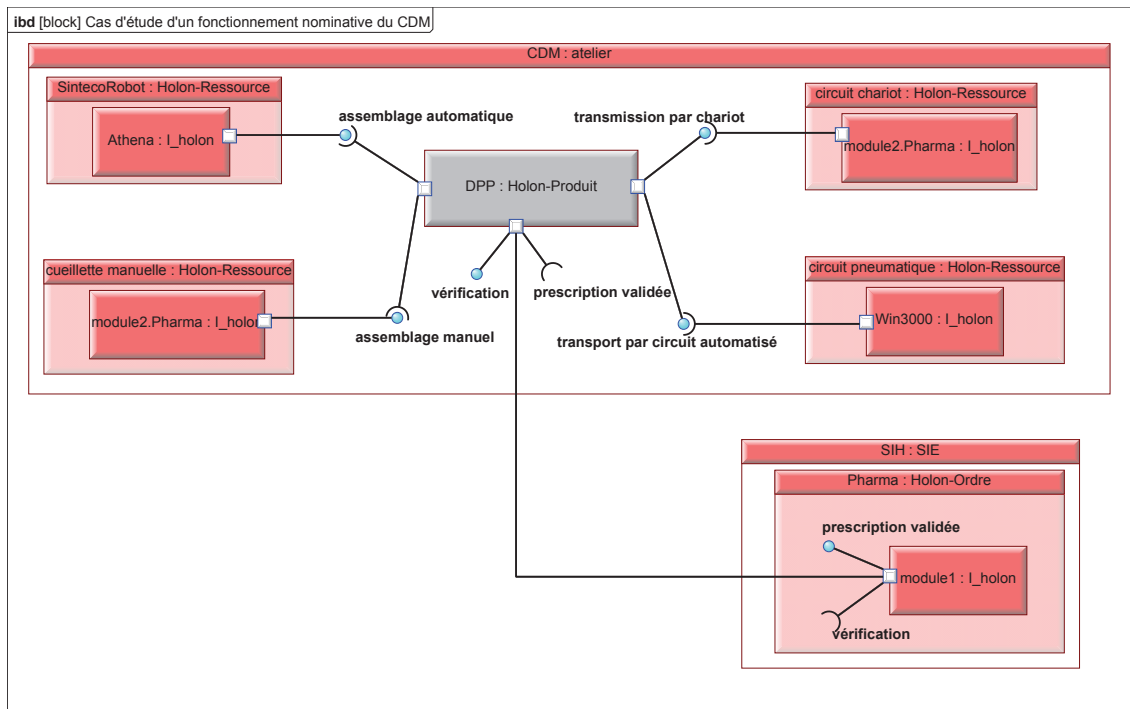 ibd [block] Cas d'étude d'un fonctionnement nominative du CDM
CDM : atelier
SintecoRobot : Holon-Ressource
Athena : I_holon
assemblage automatique
transmission par chariot
circuit chariot : Holon-Ressource
module2.Pharma : I_holon
DPP : Holon-Produit
cueillette manuelle : Holon-Ressource
module2.Pharma : I_holon
assemblage manuel
vérification
prescription validée
transport par circuit automatisé
circuit pneumatique : Holon-Ressource
Win3000 : I_holon
SIH : SIE
Pharma : Holon-Ordre
prescription validée
module1 : I_holon
vérification